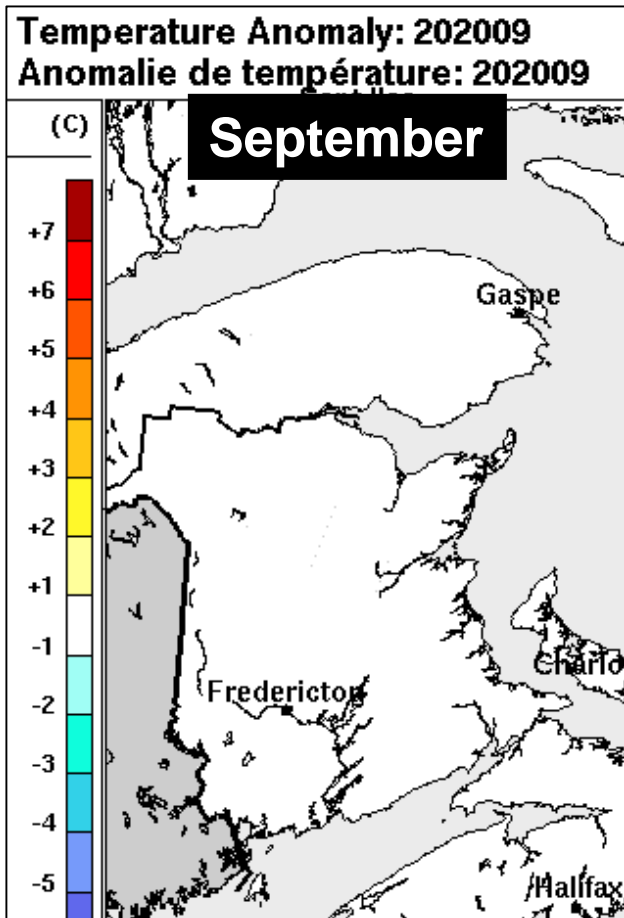 Temperature Anomaly: 202009
Anomalie de température: 202009
September
(C)
+7
+6
+5
+4
+3
+2
+1
-1
-2
-3
-4
-5
Gaspe
Charlo
Fredericton
Halifax